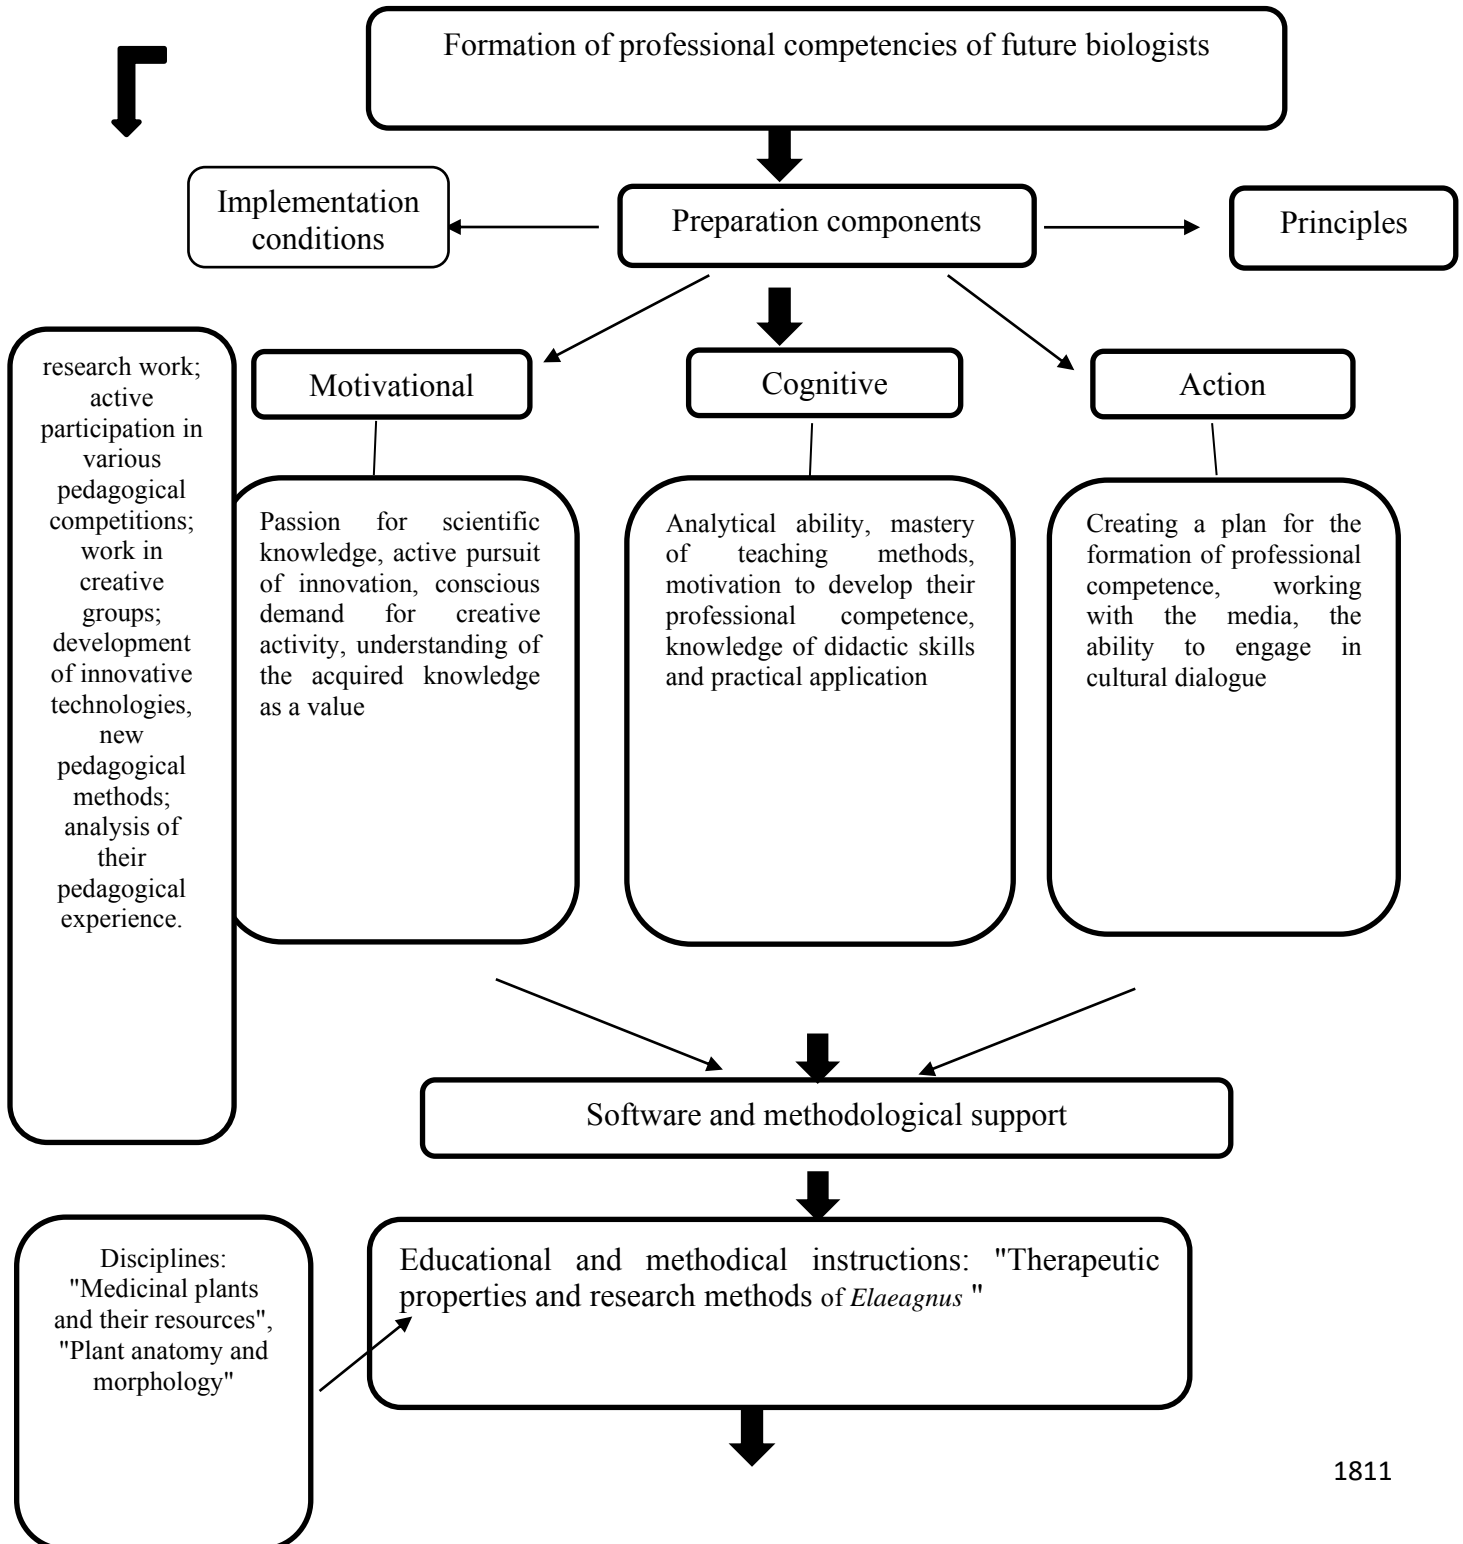 Formation of professional competencies of future biologists
Implementation
conditions
Preparation components
Principles
research work;
active
participation in
various
pedagogical
competitions;
work in
creative
groups;
development
of innovative
technologies,
new
pedagogical
methods;
analysis of
their
pedagogical
experience.
Motivational
Cognitive
Action
Passion for scientific
knowledge, active pursuit
of innovation, conscious
demand for creative
activity, understanding of
the acquired knowledge
as a value
Analytical ability, mastery
of teaching methods,
motivation to develop their
professional competence,
knowledge of didactic skills
and practical application
Creating a plan for the
formation of professional
competence, working
with the media, the
ability to engage in
cultural dialogue
Software and methodological support
Disciplines:
"Medicinal plants
and their resources",
"Plant anatomy and
morphology"
Educational and methodical instructions: "Therapeutic
properties and research methods of Elaeagnus "
1811